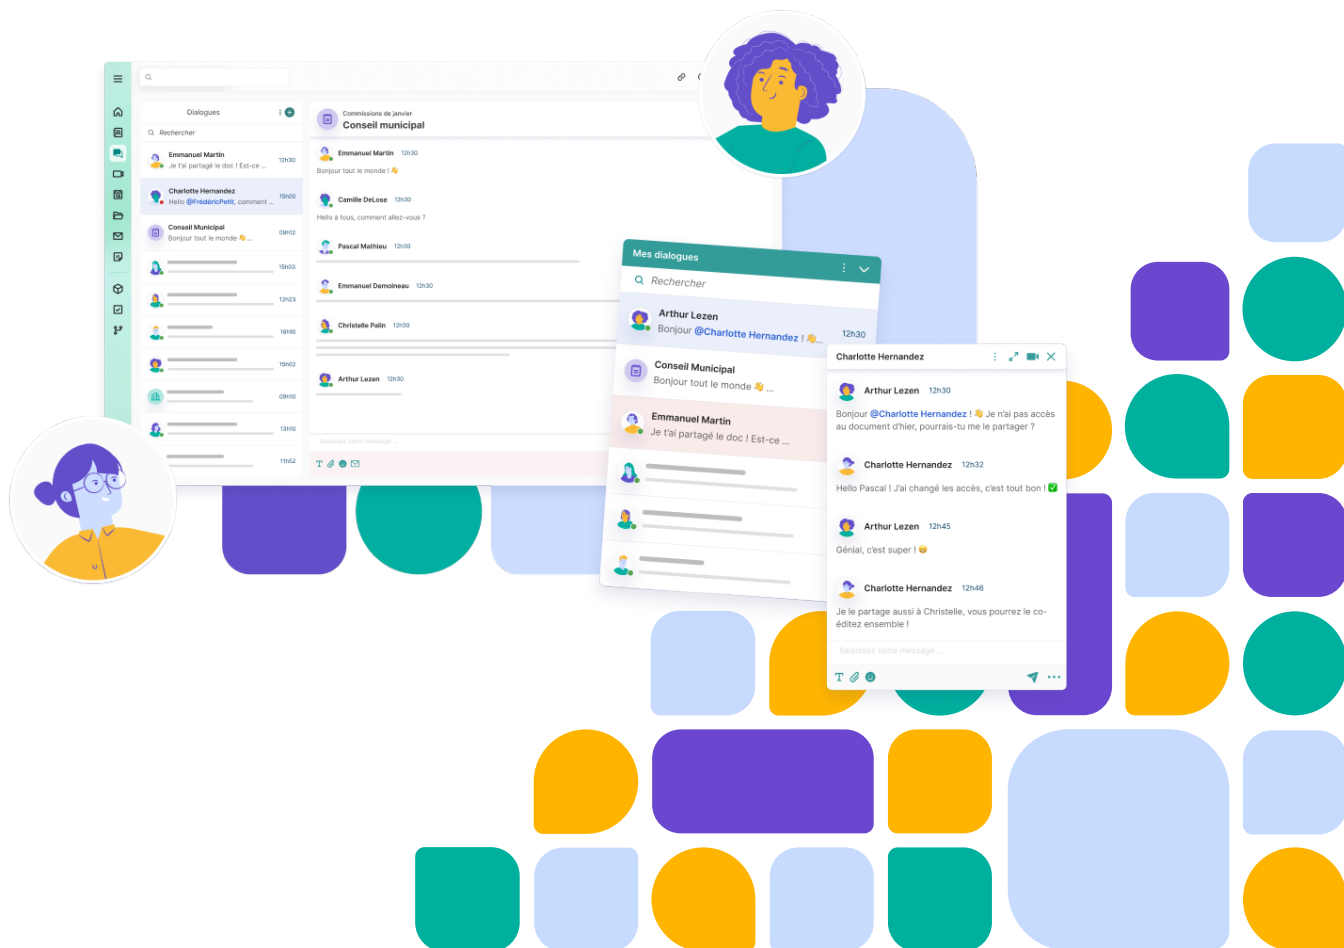 Dialogues
Rechercher
Emmanuel Martin
Je t'ai partagé le doc ! Est-ce ...
12h30
Charlotte Hernandez
Hello @FrédéricPetit, comment ...
15h00
Conseil Municipal
Bonjour tout le monde 👋...
09h12
15h03
12h23
16h10
15h02
09h10
13h10
11h52
Commissions de janvier
Conseil municipal
Emmanuel Martin 12h30
Bonjour tout le monde ! 👋
Camille DeLose 12h30
Hello à tous, comment allez-vous ?
Pascal Mathieu 12h30
Emmanuel Demoineau 12h30
Christelle Palin 12h30
Arthur Lezen 12h30
Saisissez votre message ...
Mes dialogues
Rechercher
Arthur Lezen
Bonjour @Charlotte Hernandez ! 👋...
12h30
Conseil Municipal
Bonjour tout le monde 👋 ...
Emmanuel Martin
Je t'ai partagé le doc ! Est-ce ...
Charlotte Hernandez
Arthur Lezen 12h30
Bonjour @Charlotte Hernandez ! 👋 Je n'ai pas accès
au document d'hier, pourrais-tu me le partager ?
Charlotte Hernandez 12h32
Hello Pascal ! J'ai changé les accès, c'est tout bon ! ✅
Arthur Lezen 12h45
Génial, c'est super ! 😄
Charlotte Hernandez 12h46
Je le partage aussi à Christelle, vous pourrez le co-
éditez ensemble !
Saisissez votre message ...